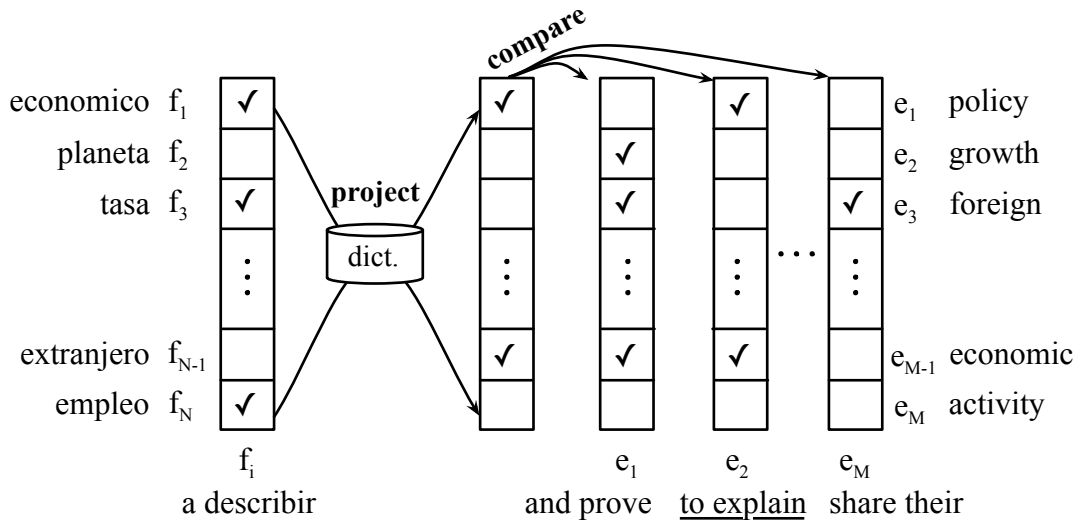 compare
economico f1 ✓ ✓ ✓ e1 policy
planeta f2 ✓ e2 growth
tasa f3 project ✓ ✓ ✓ e3 foreign
dict.
extranjero fN-1 ✓ ✓ ✓ eM-1 economic
empleo fN ✓ eM activity
fi e1 e2 eM
a describir and prove to explain share their